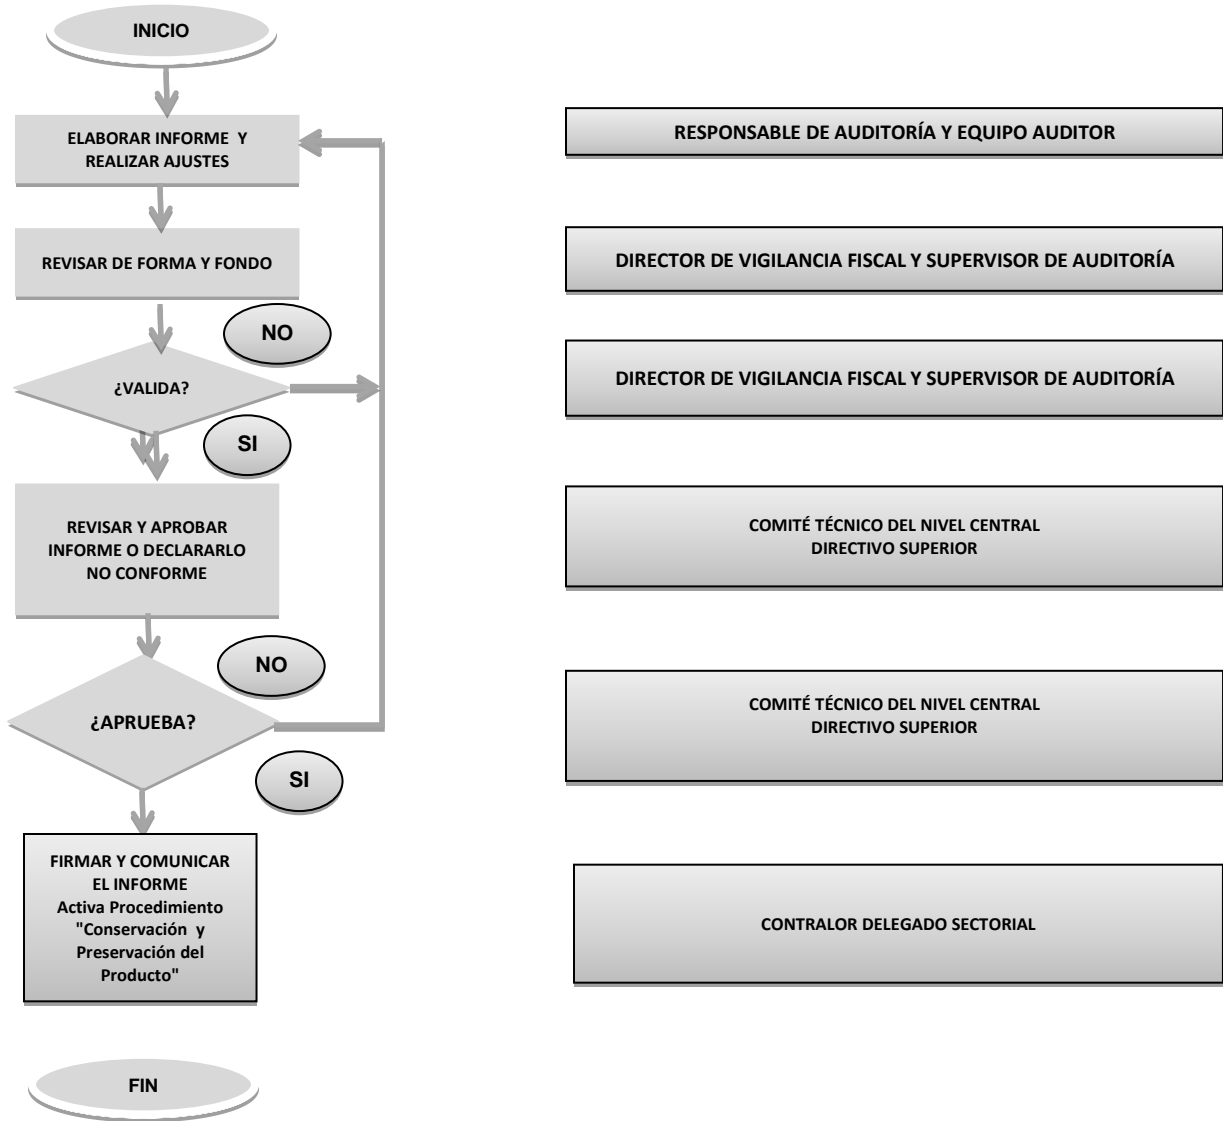 INICIO
ELABORAR INFORME Y
REALIZAR AJUSTES
RESPONSABLE DE AUDITORÍA Y EQUIPO AUDITOR
REVISAR DE FORMA Y FONDO
DIRECTOR DE VIGILANCIA FISCAL Y SUPERVISOR DE AUDITORÍA
NO
¿VALIDA?
DIRECTOR DE VIGILANCIA FISCAL Y SUPERVISOR DE AUDITORÍA
SI
REVISAR Y APROBAR
INFORME O DECLARARLO
NO CONFORME
COMITÉ TÉCNICO DEL NIVEL CENTRAL
DIRECTIVO SUPERIOR
NO
¿APRUEBA?
COMITÉ TÉCNICO DEL NIVEL CENTRAL
DIRECTIVO SUPERIOR
SI
FIRMAR Y COMUNICAR
EL INFORME
Activa Procedimiento
"Conservación y
Preservación del
Producto"
CONTRALOR DELEGADO SECTORIAL
FIN